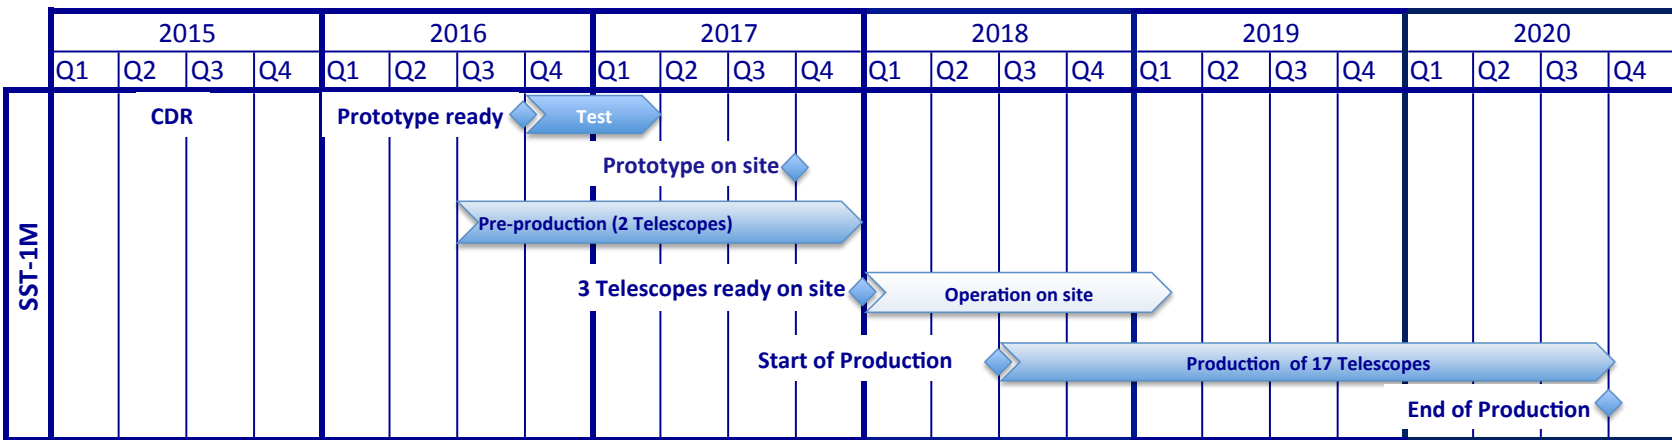 2015 2016 2017 2018 2019 2020
Q1 Q2 Q3 Q4 Q1 Q2 Q3 Q4 Q1 Q2 Q3 Q4 Q1 Q2 Q3 Q4 Q1 Q2 Q3 Q4 Q1 Q2 Q3 Q4
SST-1M
CDR Prototype ready Test
Prototype on site
Pre-production (2 Telescopes)
3 Telescopes ready on site Operation on site
Start of Production Production of 17 Telescopes
End of Production